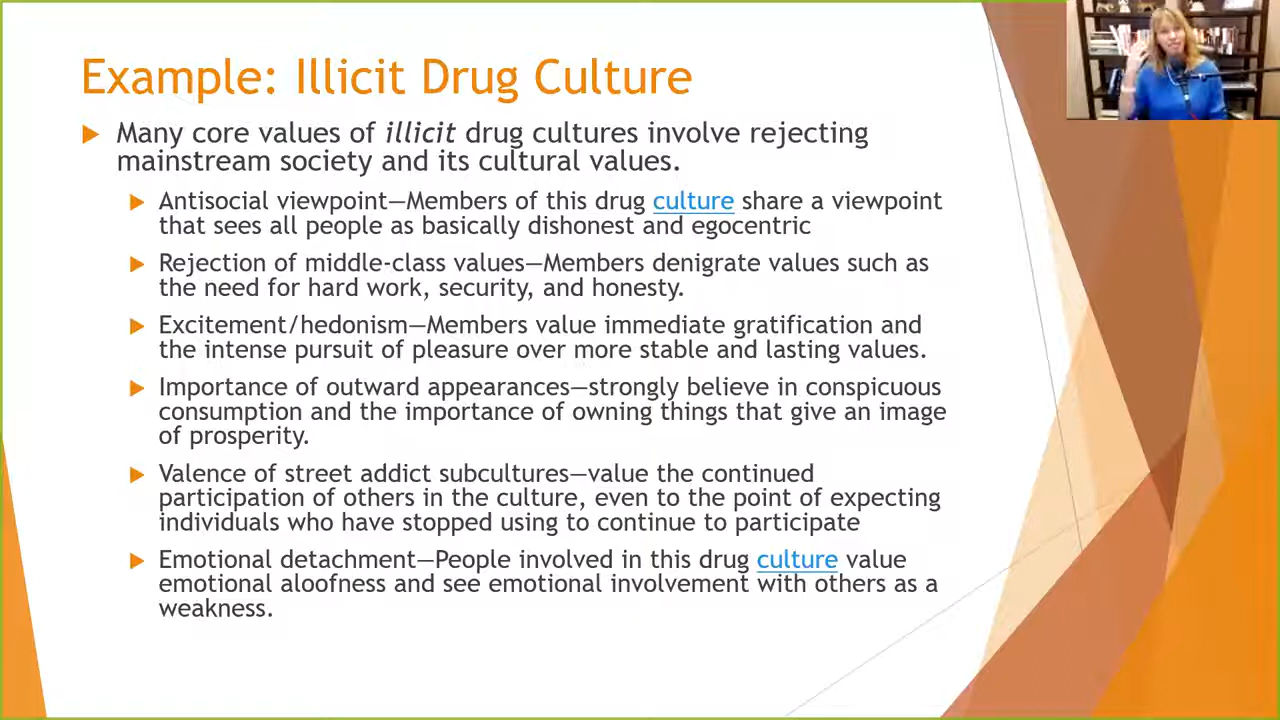 Example: Illicit Drug Culture
Many core values of illicit drug cultures involve rejecting
mainstream society and its cultural values.
Antisocial viewpoint—Members of this drug culture share a viewpoint
that sees all people as basically dishonest and egocentric
Rejection of middle-class values—Members denigrate values such as
the need for hard work, security, and honesty.
Excitement/hedonism—Members value immediate gratification and
the intense pursuit of pleasure over more stable and lasting values.
Importance of outward appearances—strongly believe in conspicuous
consumption and the importance of owning things that give an image
of prosperity.
Valence of street addict subcultures—value the continued
participation of others in the culture, even to the point of expecting
individuals who have stopped using to continue to participate
Emotional detachment—People involved in this drug culture value
emotional aloofness and see emotional involvement with others as a
weakness.